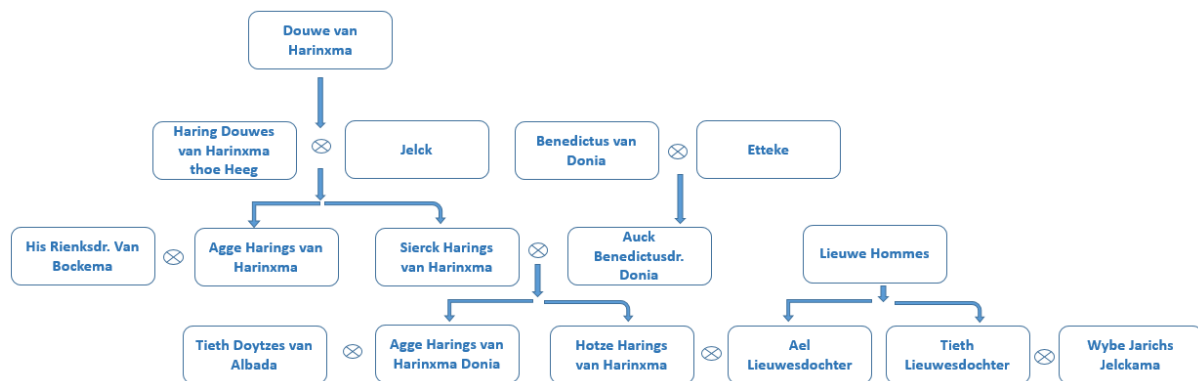 Douwe van
Harinxma
Haring Douwes
van Harinxma
thoe Heeg
Jelck
Benedictus van
Donia
Etteke
His Rienksdr. Van
Bockema
Agge Harings van
Harinxma
Sierck Harings
van Harinxma
Auck
Benedictusdr.
Donia
Lieuwe Hommes
Tieth Doytzes van
Albada
Agge Harings van
Harinxma Donia
Hotze Harings
van Harinxma
Ael
Lieuwesdochter
Tieth
Lieuwesdochter
Wybe Jarichs
Jelckama